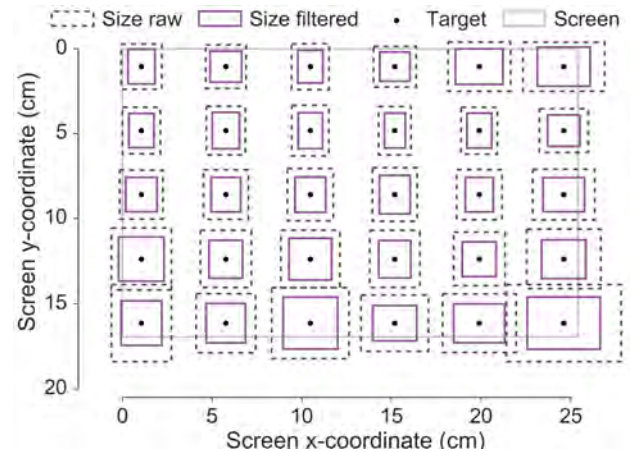 Size raw Size filtered Target Screen
0
5
10
15
20
Screen y-coordinate (cm)
0 5 10 15 20 25
Screen x-coordinate (cm)